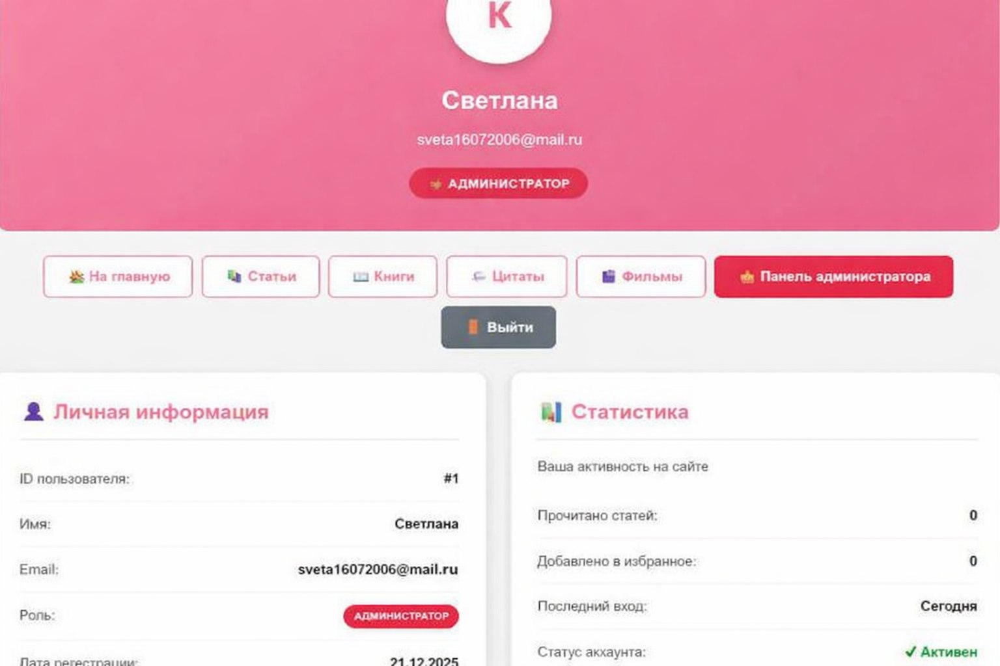 К
Светлана
sveta16072006@mail.ru
АДМИНИСТРАТОР
На главную
Статьи
Книги
Цитаты
Фильмы
Панель администратора
Выйти
Личная информация
ID пользователя: #1
Имя: Светлана
Email: sveta16072006@mail.ru
Роль: АДМИНИСТРАТОР
Дата регестрации: 21.12.2025
Статистика
Ваша активность на сайте
Прочитано статей: 0
Добавлено в избранное: 0
Последний вход: Сегодня
Статус акхаунта: ✓ Активен